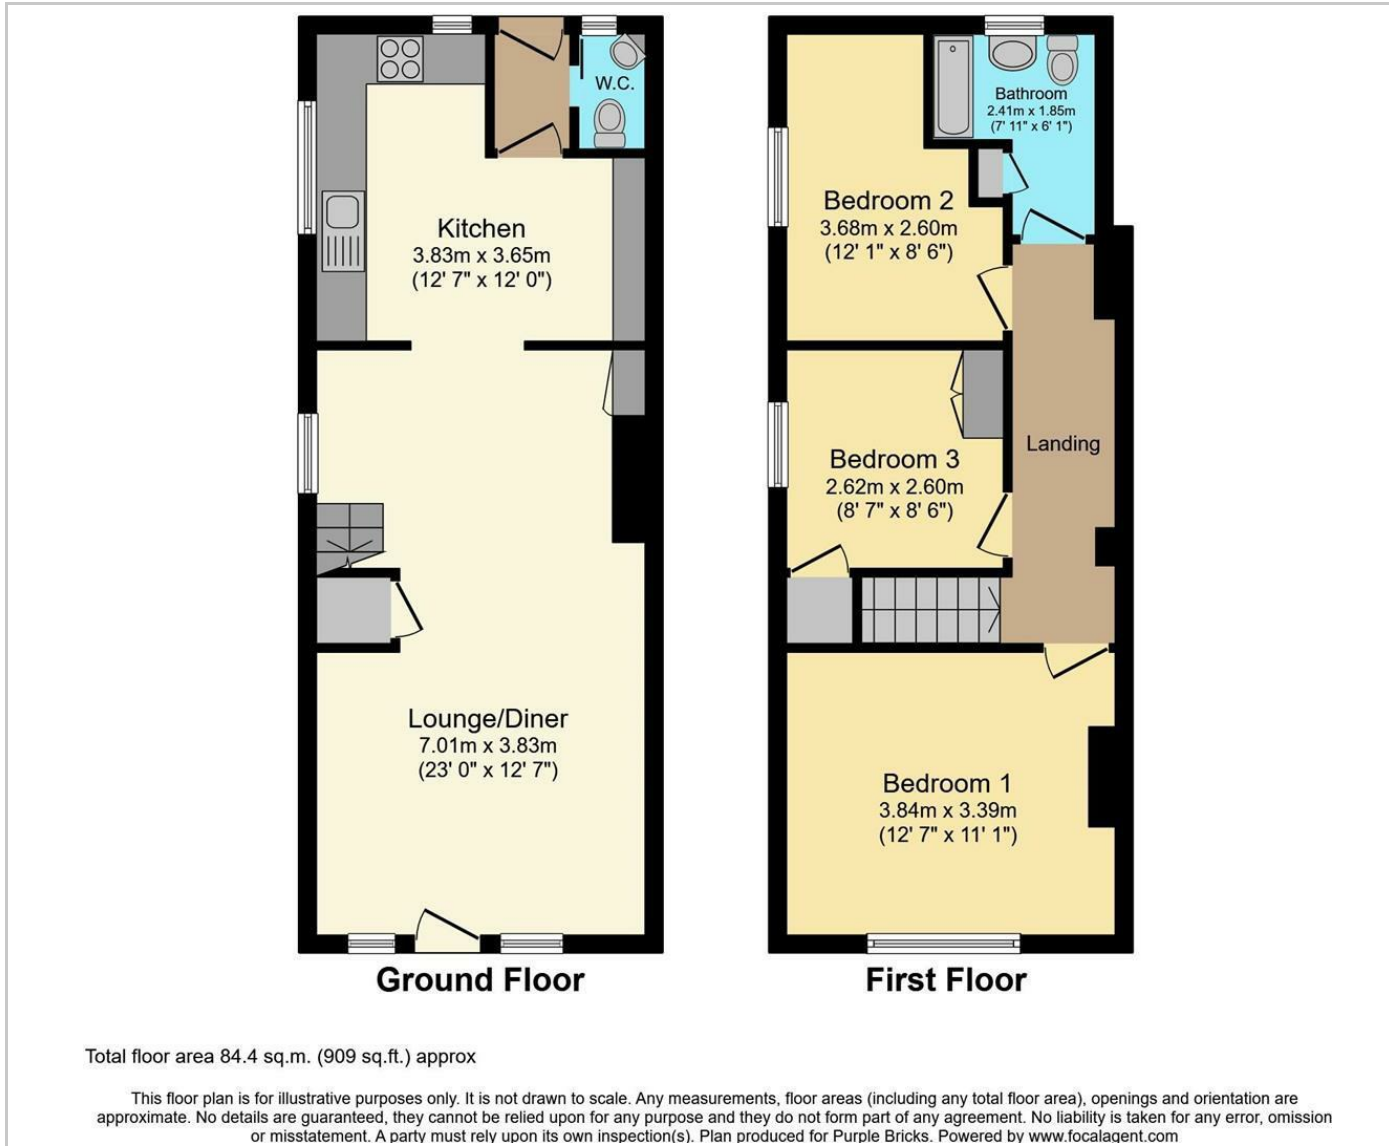 W.C.
Kitchen
3.83m x 3.65m
(12' 7" x 12' 0")
Lounge/Diner
7.01m x 3.83m
(23' 0" x 12' 7")
Ground Floor
Bathroom
2.41m x 1.85m
(7' 11" x 6' 1")
Bedroom 2
3.68m x 2.60m
(12' 1" x 8' 6")
Bedroom 3
2.62m x 2.60m
(8' 7" x 8' 6")
Landing
Bedroom 1
3.84m x 3.39m
(12' 7" x 11' 1")
First Floor
Total floor area 84.4 sq.m. (909 sq.ft.) approx
This floor plan is for illustrative purposes only. It is not drawn to scale. Any measurements, floor areas (including any total floor area), openings and orientation are
approximate. No details are guaranteed, they cannot be relied upon for any purpose and they do not form part of any agreement. No liability is taken for any error, omission
or misstatement. A party must rely upon its own inspection(s). Plan produced for Purple Bricks. Powered by www.focalagent.com